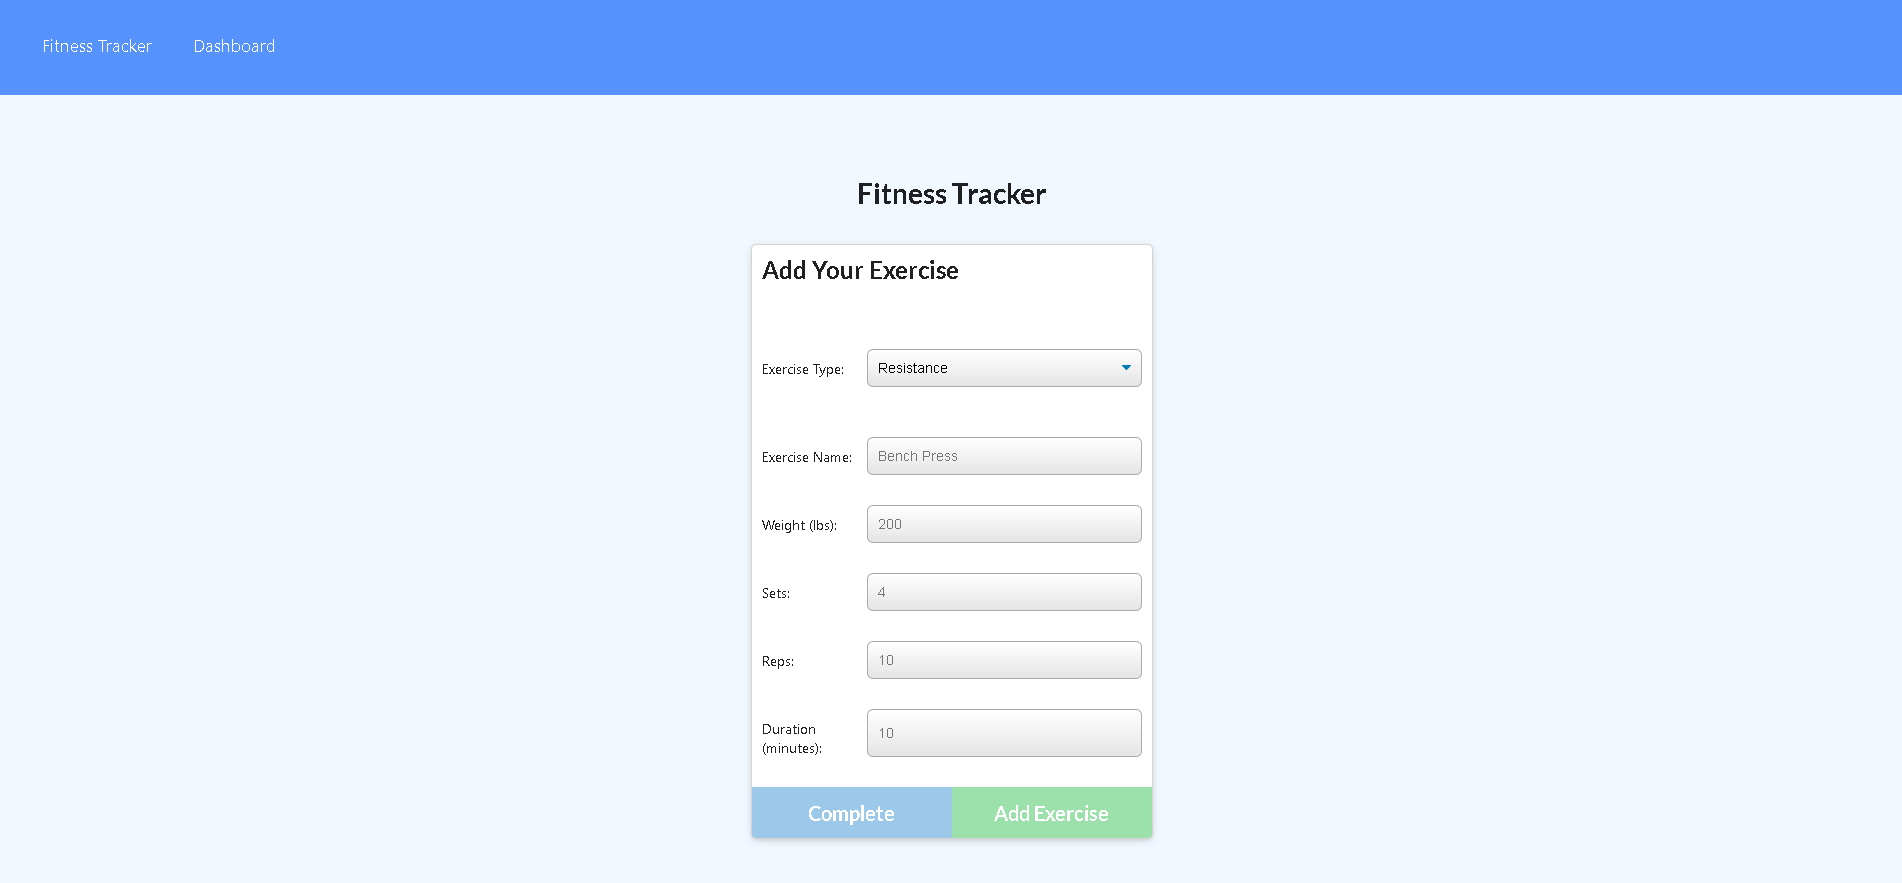 Fitness Tracker Dashboard
Fitness Tracker
Add Your Exercise
Exercise Type: Resistance
Exercise Name: Bench Press
Weight (lbs): 200
Sets: 4
Reps: 10
Duration (minutes): 10
Complete Add Exercise